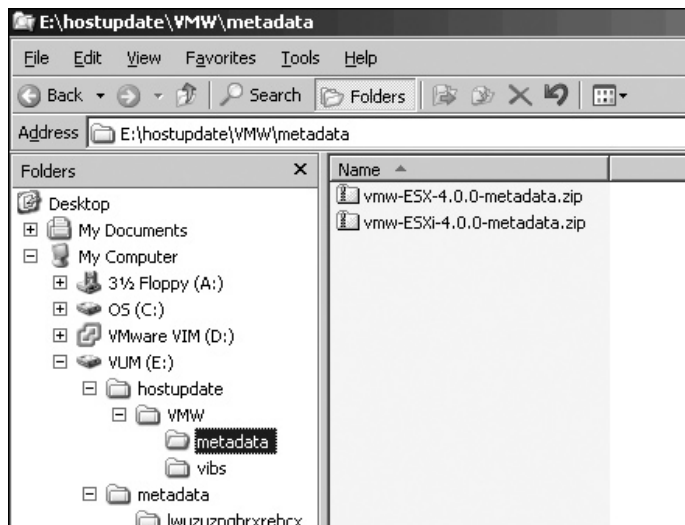 E:\hostupdate\VMW\metadata
File Edit View Favorites Tools Help
Back Search Folders
Address E:\hostupdate\VMW\metadata
Folders
Desktop
My Documents
My Computer
3½ Floppy (A:)
OS (C:)
VMware VIM (D:)
VUM (E:)
hostupdate
VMW
metadata
vibs
metadata
Name
vmw-ESX-4.0.0-metadata.zip
vmw-ESXi-4.0.0-metadata.zip